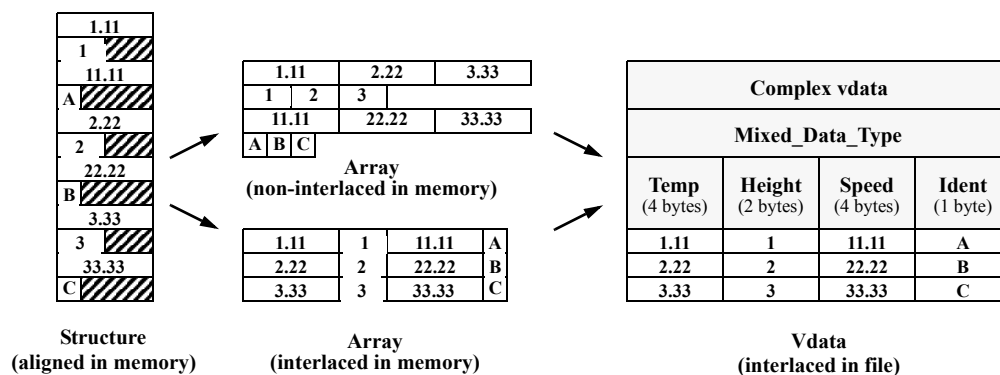 1.11
1
11.11
A
2.22
2
22.22
B
3.33
3
33.33
C
Structure
(aligned in memory)
1.11 2.22 3.33
1 2 3
11.11 22.22 33.33
A B C
Array
(non-interlaced in memory)
1.11 1 11.11 A
2.22 2 22.22 B
3.33 3 33.33 C
Array
(interlaced in memory)
Complex vdata
Mixed_Data_Type
Temp Height Speed Ident
(4 bytes) (2 bytes) (4 bytes) (1 byte)
1.11 1 11.11 A
2.22 2 22.22 B
3.33 3 33.33 C
Vdata
(interlaced in file)